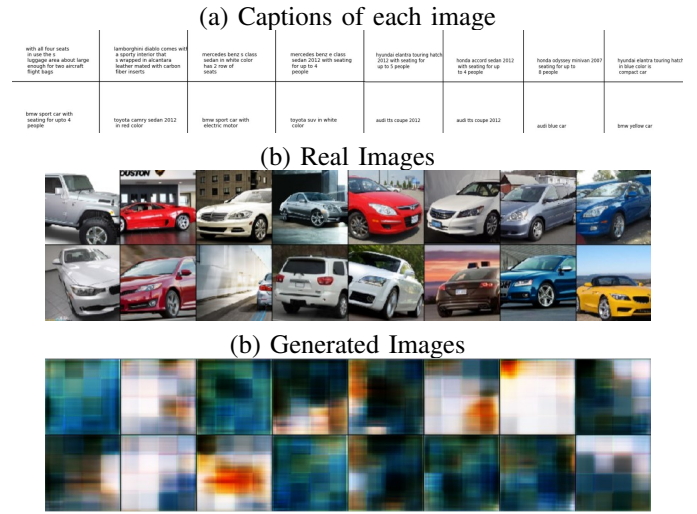 (a) Captions of each image
with all four seats
in use the s
luggage area about large
enough for two aircraft
flight bags
lamborghini diablo comes with
a sporty interior that
s wrapped in alcantara
leather mated with carbon
fiber inserts
mercedes benz s class
sedan in white color
has 2 row of
seats
mercedes benz e class
sedan 2012 with seating
for up to 4
people
hyundai elantra touring hatch
2012 with seating for
up to 5 people
honda accord sedan 2012
with seating for up
to 4 people
honda odyssey minivan 2007
seating for up to
8 people
hyundai elantra touring hatch
in blue color is
compact car
bmw sport car with
seating for upto 4
people
toyota camry sedan 2012
in red color
bmw sport car with
electric motor
toyota suv in white
color
audi tts coupe 2012
audi tts coupe 2012
audi blue car
bmw yellow car
(b) Real Images
OUSTON
(b) Generated Images